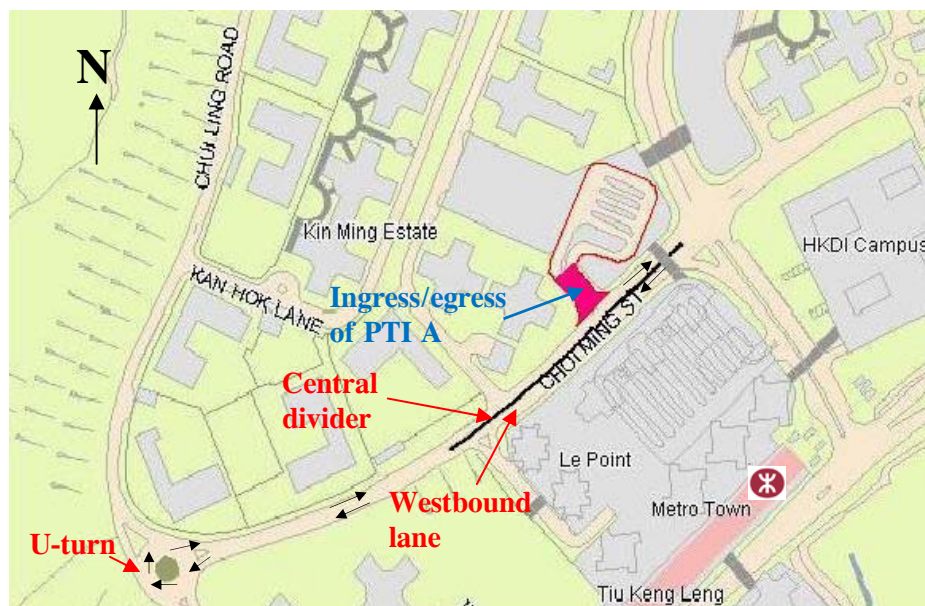 N
CHUI LING ROAD
Kin Ming Estate
HKDI Campus
KAN HOK LANE
Ingress/egress
of PTI A
CHOI MING ST
Central
divider
Le Point
Westbound
lane
Metro Town
U-turn
Tiu Keng Leng